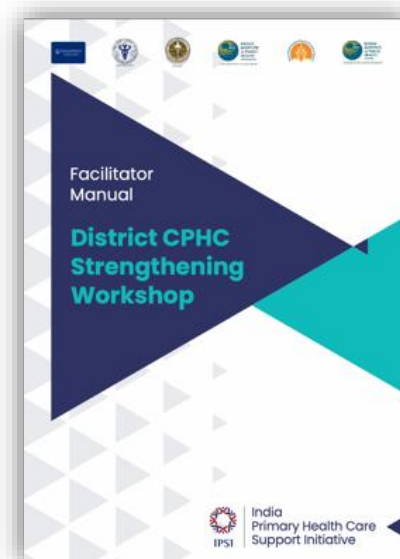 Facilitator
Manual
District CPHC
Strengthening
Workshop
IPSI
India
Primary Health Care
Support Initiative